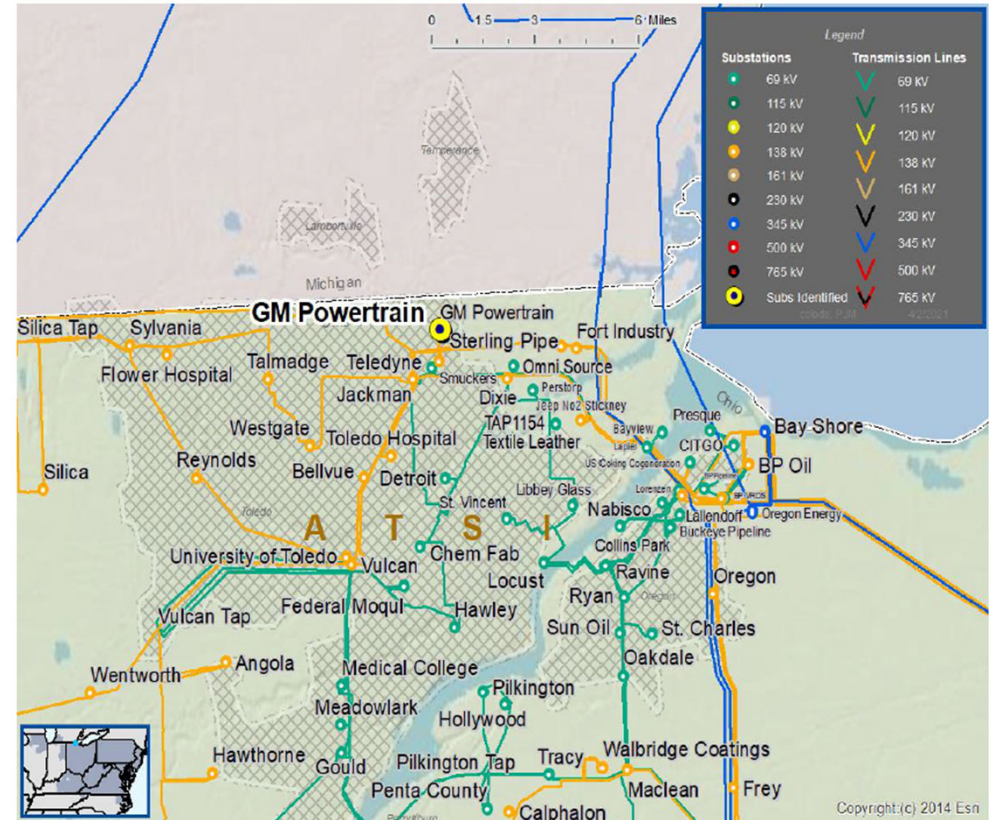 0 1.5 3 6 Miles
Legend
Substations
Transmission Lines
69 kV
69 kV
115 kV
115 kV
120 kV
120 kV
138 kV
138 kV
161 kV
161 kV
230 kV
230 kV
345 kV
345 kV
500 kV
500 kV
765 kV
765 kV
Subs Identified
4/2/2021
Temperance
Lambertville
Michigan
GM Powertrain
GM Powertrain
Silica Tap
Sylvania
Sterling Pipe
Fort Industry
Flower Hospital
Talmadge
Teledyne
Omni Source
Jackman
Smuckers
Perstorp
Dixie
Jeep No2
Stickney
Ohio
Westgate
Toledo Hospital
TAP1154
Textile Leather
Bayview
Presque
Bay Shore
CITGO
Reynolds
Bellvue
US Coking Cogeneration
BP Oil
Silica
Detroit
Libbey Glass
Lorenzen
St. Vincent
Nabisco
Lallendoff
Oregon Energy
Toledo
A T S I
Buckeye Pipeline
Collins Park
University of Toledo
Vulcan
Chem Fab
Locust
Ravine
Oregon
Federal Moqul
Ryan
Oregon
Vulcan Tap
Hawley
Sun Oil
St. Charles
Wentworth
Angola
Medical College
Oakdale
Pilkington
Meadowlark
Hollywood
Hawthorne
Gould
Pilkington Tap
Tracy
Walbridge Coatings
Penta County
Maclean
Frey
Calphalon
Copyright:(c) 2014 Esri